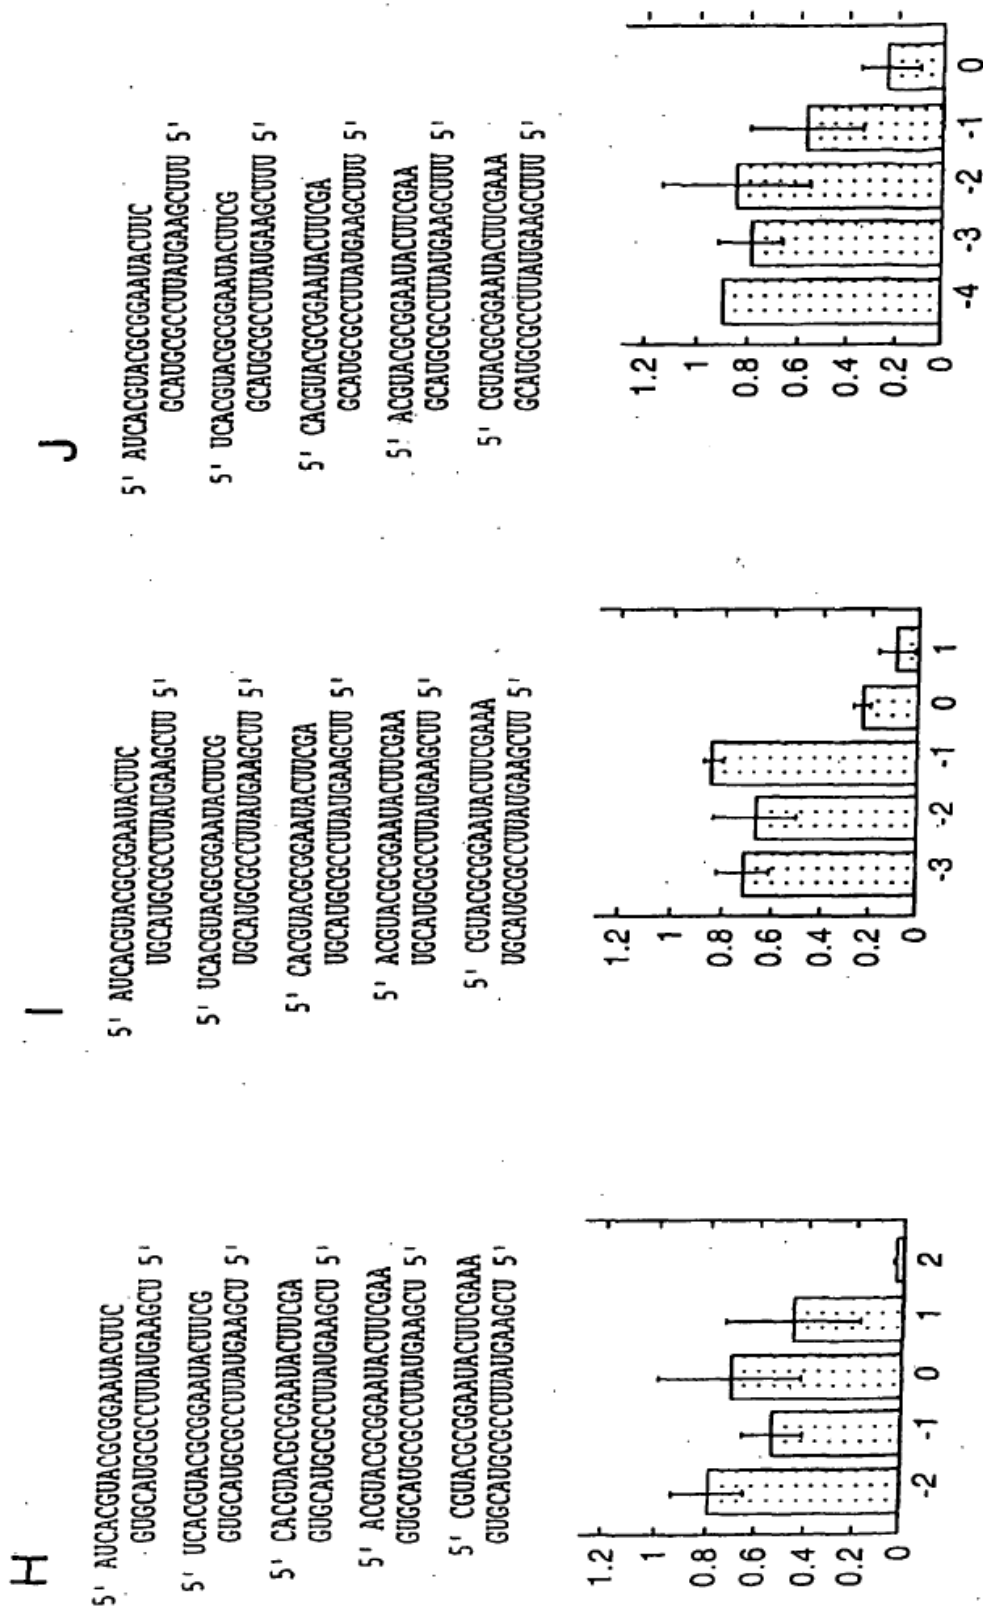 H
5' AUCACGUACGCGGAAUACUUC
GUGCAUGCGCCUUAUGAAGCU 5'
5' UCACGUACGCGGAAUACUUCG
GUGCAUGCGCCUUAUGAAGCU 5'
5' CACGUACGCGGAAUACUUCGA
GUGCAUGCGCCUUAUGAAGCU 5'
5' ACGUACGCGGAAUACUUCGAA
GUGCAUGCGCCUUAUGAAGCU 5'
5' CGUACGCGGAAUACUUCGAAA
GUGCAUGCGCCUUAUGAAGCU 5'
1.2
1
0.8
0.6
0.4
0.2
0
-2 -1 0 1 2
I
5' AUCACGUACGCGGAAUACUUC
UGCAUGCGCCUUAUGAAGCUU 5'
5' UCACGUACGCGGAAUACUUCG
UGCAUGCGCCUUAUGAAGCUU 5'
5' CACGUACGCGGAAUACUUCGA
UGCAUGCGCCUUAUGAAGCUU 5'
5' ACGUACGCGGAAUACUUCGAA
UGCAUGCGCCUUAUGAAGCUU 5'
5' CGUACGCGGAAUACUUCGAAA
UGCAUGCGCCUUAUGAAGCUU 5'
1.2
1
0.8
0.6
0.4
0.2
0
-3 -2 -1 0 1
J
5' AUCACGUACGCGGAAUACUUC
GCAUGCGCCUUAUGAAGCUUU 5'
5' UCACGUACGCGGAAUACUUCG
GCAUGCGCCUUAUGAAGCUUU 5'
5' CACGUACGCGGAAUACUUCGA
GCAUGCGCCUUAUGAAGCUUU 5'
5' ACGUACGCGGAAUACUUCGAA
GCAUGCGCCUUAUGAAGCUUU 5'
5' CGUACGCGGAAUACUUCGAAA
GCAUGCGCCUUAUGAAGCUUU 5'
1.2
1
0.8
0.6
0.4
0.2
0
-4 -3 -2 -1 0